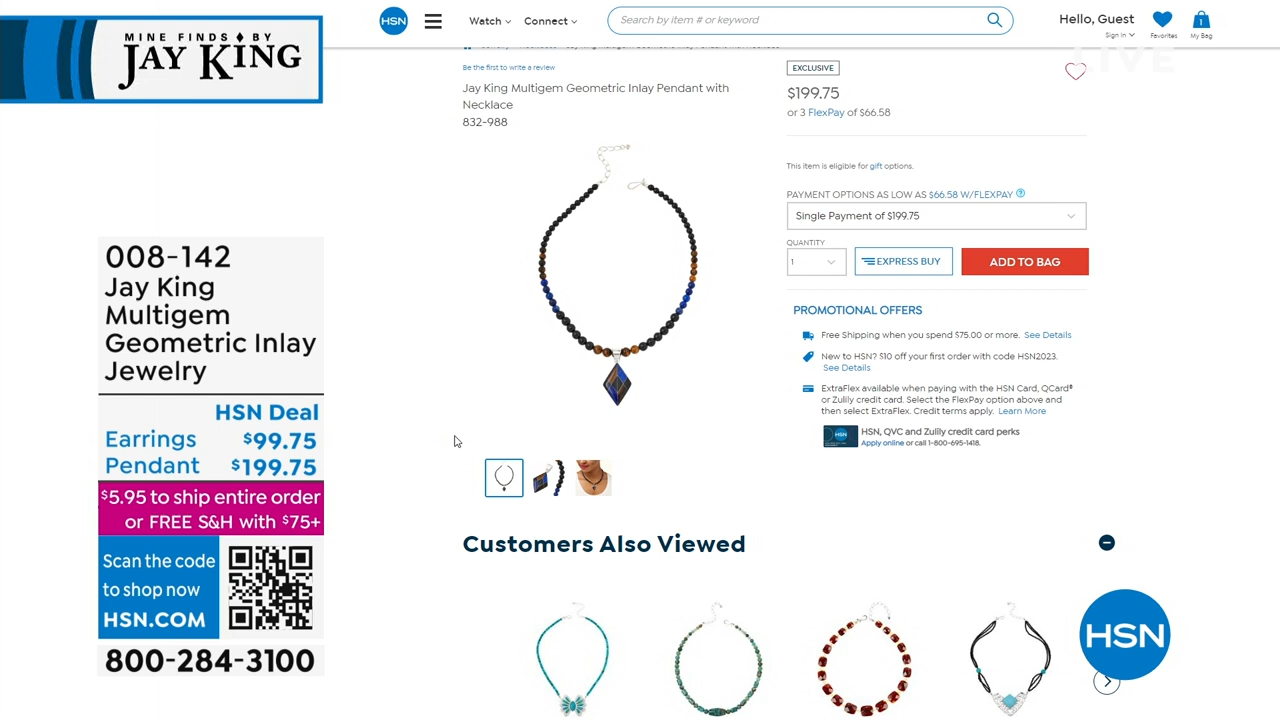 MINE FINDS BY
JAY KING
008-142
Jay King
Multigem
Geometric Inlay
Jewelry
HSN Deal
Earrings $99.75
Pendant $199.75
$5.95 to ship entire order
or FREE S&H with $75+
Scan the code
to shop now
HSN.COM
800-284-3100
HSN
Watch
Connect
Search by item # or keyword
Hello, Guest
Sign In
Favorites
1
My Bag
LIVE
Be the first to write a review
Jay King Multigem Geometric Inlay Pendant with
Necklace
832-988
EXCLUSIVE
$199.75
or 3 FlexPay of $66.58
This item is eligible for gift options.
PAYMENT OPTIONS AS LOW AS $66.58 W/FLEXPAY ?
Single Payment of $199.75
QUANTITY
1
EXPRESS BUY
ADD TO BAG
PROMOTIONAL OFFERS
Free Shipping when you spend $75.00 or more. See Details
New to HSN? $10 off your first order with code HSN2023.
See Details
ExtraFlex available when paying with the HSN Card, QCard®
or Zulily credit card. Select the FlexPay option above and
then select ExtraFlex. Credit terms apply. Learn More
HSN, QVC and Zulily credit card perks
Apply online or call 1-800-695-1418.
Customers Also Viewed
HSN